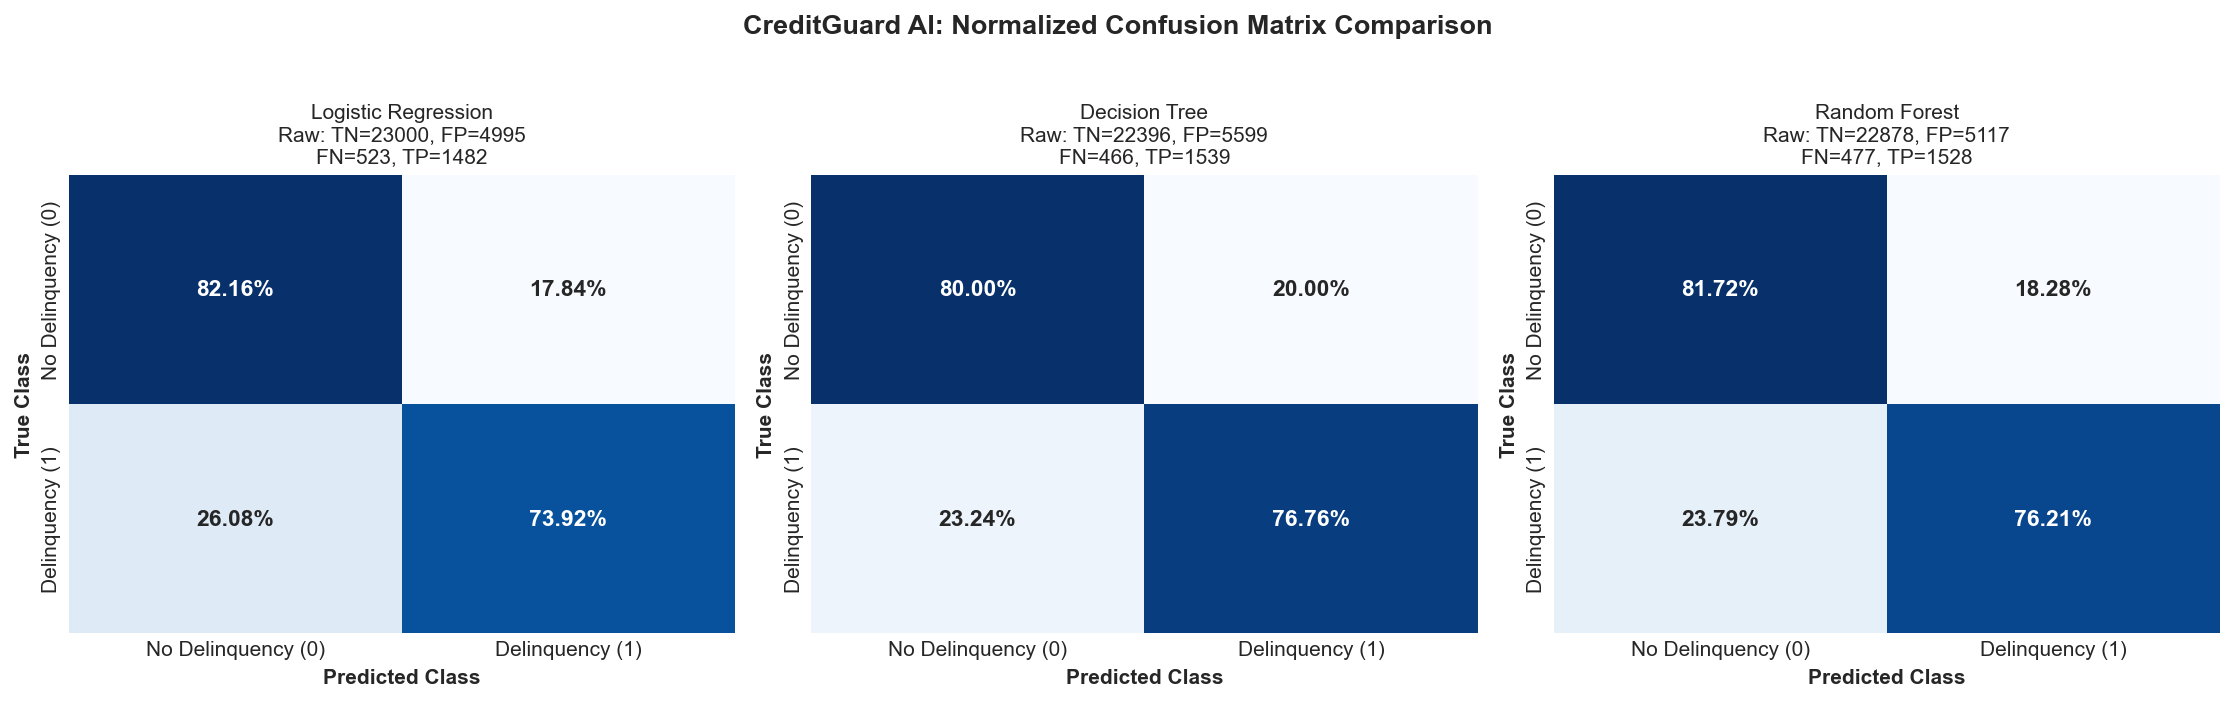 CreditGuard AI: Normalized Confusion Matrix Comparison
Logistic Regression
Raw: TN=23000, FP=4995
FN=523, TP=1482
True Class
No Delinquency (0)
Delinquency (1)
82.16%
17.84%
26.08%
73.92%
No Delinquency (0)
Delinquency (1)
Predicted Class
Decision Tree
Raw: TN=22396, FP=5599
FN=466, TP=1539
True Class
No Delinquency (0)
Delinquency (1)
80.00%
20.00%
23.24%
76.76%
No Delinquency (0)
Delinquency (1)
Predicted Class
Random Forest
Raw: TN=22878, FP=5117
FN=477, TP=1528
True Class
No Delinquency (0)
Delinquency (1)
81.72%
18.28%
23.79%
76.21%
No Delinquency (0)
Delinquency (1)
Predicted Class